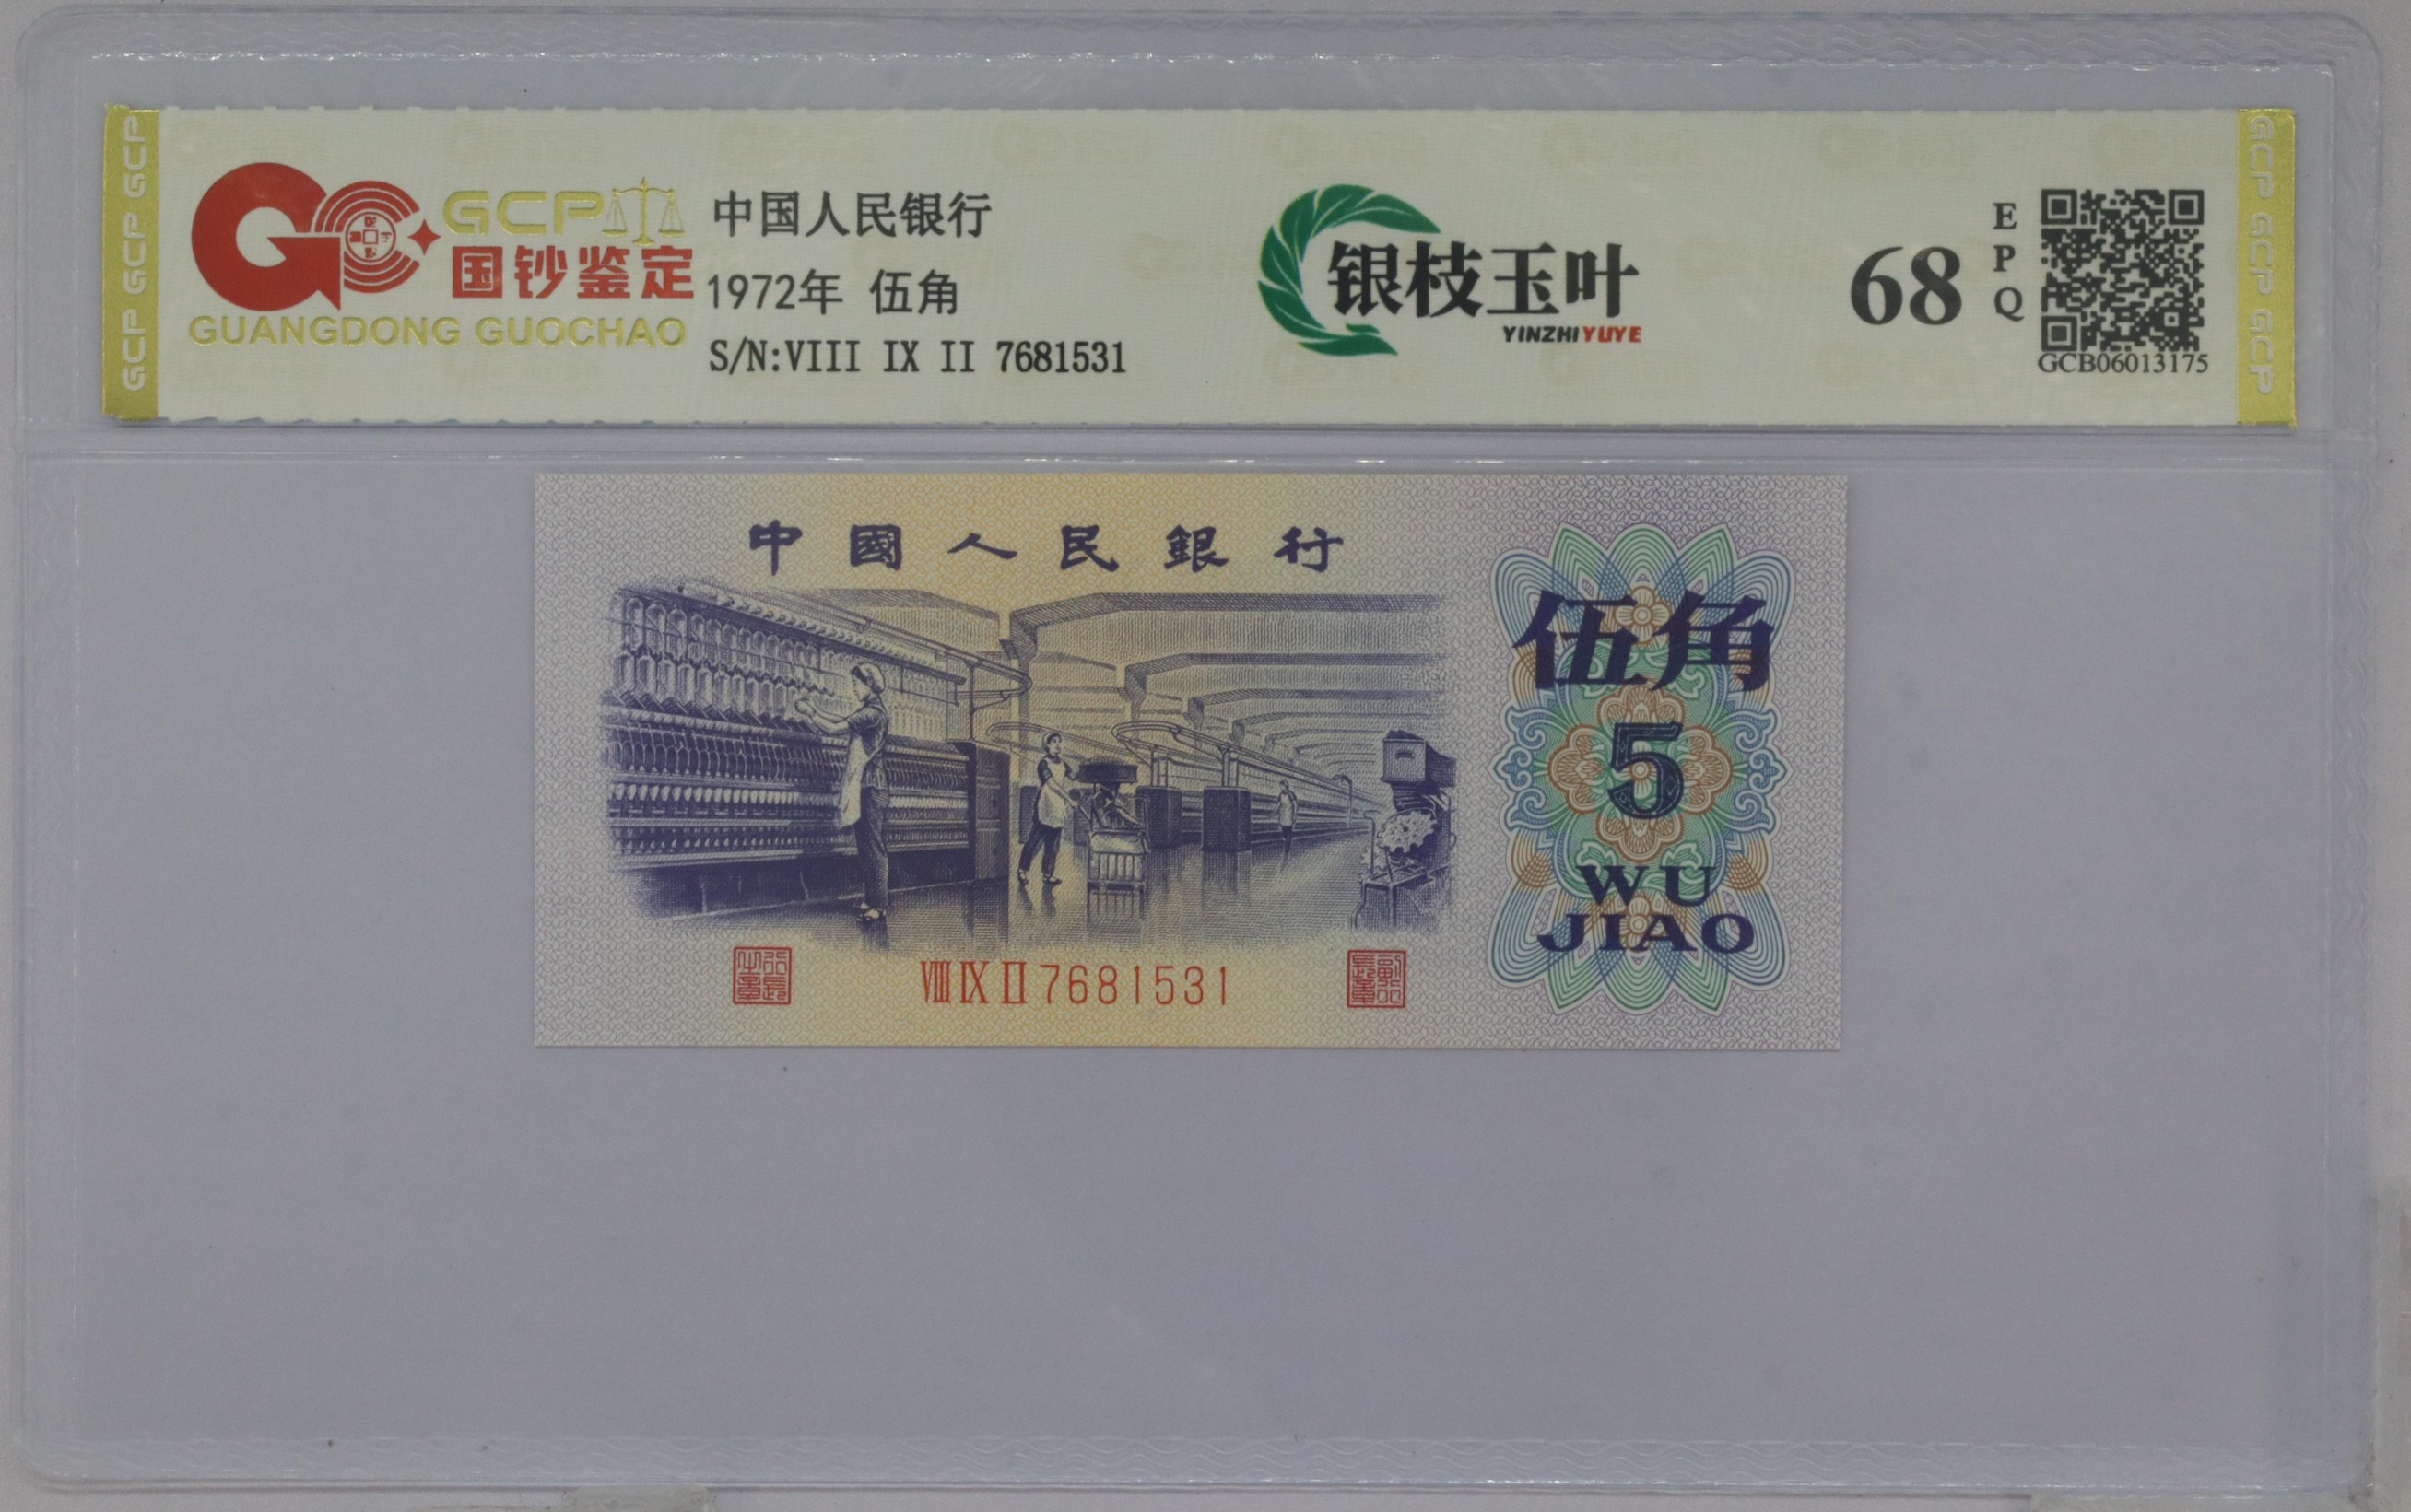 GCP GCP GCP
GCP
国钞鉴定
GUANGDONG GUOCHAO
中国人民银行
1972年 伍角
S/N:VIII IX II 7681531
银枝玉叶
YINZHIYUYE
68
EPQ
GCB06013175
GCP GCP GCP
中國人民銀行
伍角
5
WU
JIAO
VIII IX II 7681531